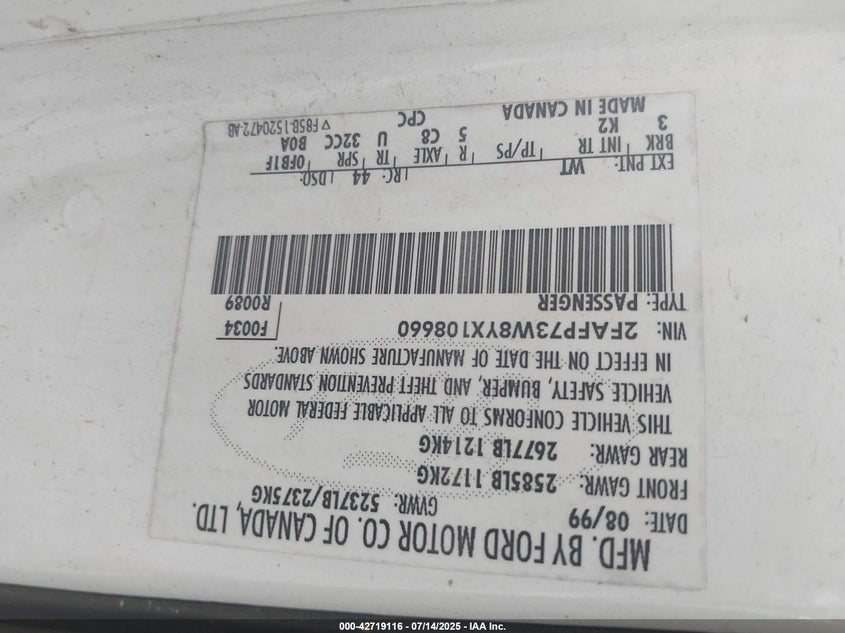 MFD. BY FORD MOTOR CO. OF CANADA, LTD.
DATE: 08/99 GVWR: 5237LB/2375KG
FRONT GAWR: 2585LB 1172KG
REAR GAWR: 2677LB 1214KG
THIS VEHICLE CONFORMS TO ALL APPLICABLE FEDERAL MOTOR
VEHICLE SAFETY, BUMPER, AND THEFT PREVENTION STANDARDS
IN EFFECT ON THE DATE OF MANUFACTURE SHOWN ABOVE.
VIN: 2FAFP73W8YX108660 F0034
TYPE: PASSENGER R0089
EXT PNT: WT RC: 44 DSO:
BRK INT TR TP/PS R AXLE TR SPR 0FB1F
3 K2 5 C8 U 32CC BOA
MADE IN CANADA CPC ▽ F85B-1520472-AB
000-42719116 - 07/14/2025 - IAA Inc.